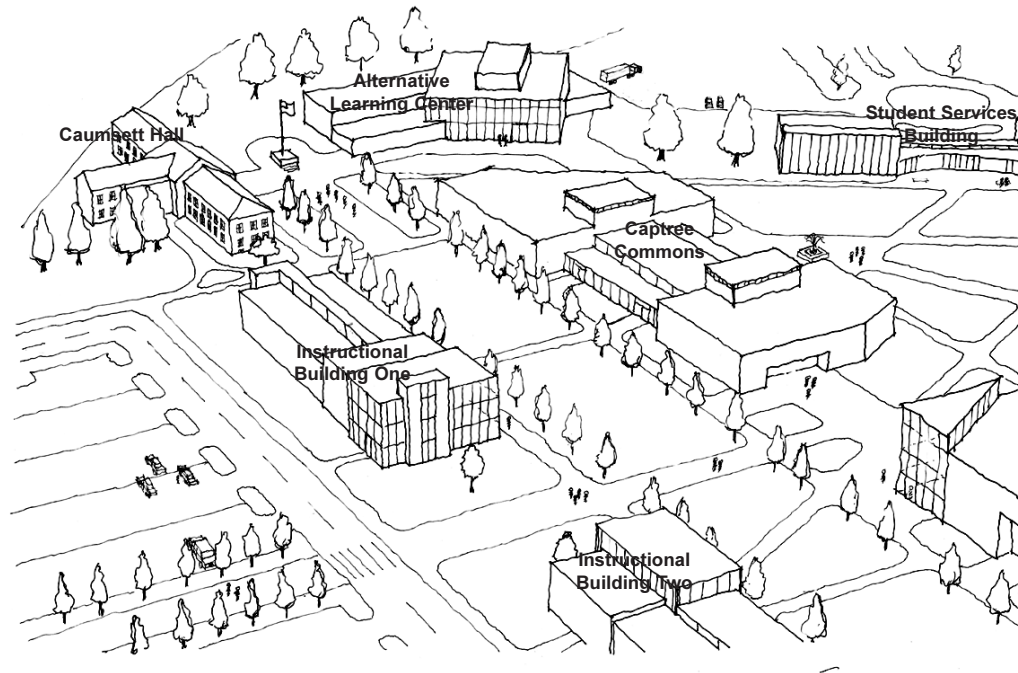 Alternative
Learning Center
Caumsett Hall
Student Services
Building
Captree
Commons
Instructional
Building One
Instructional
Building Two